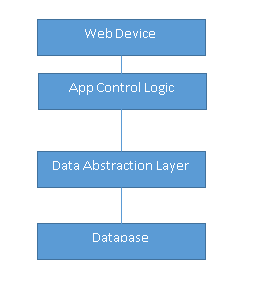 Web Device
App Control Logic
Data Abstraction Layer
Database